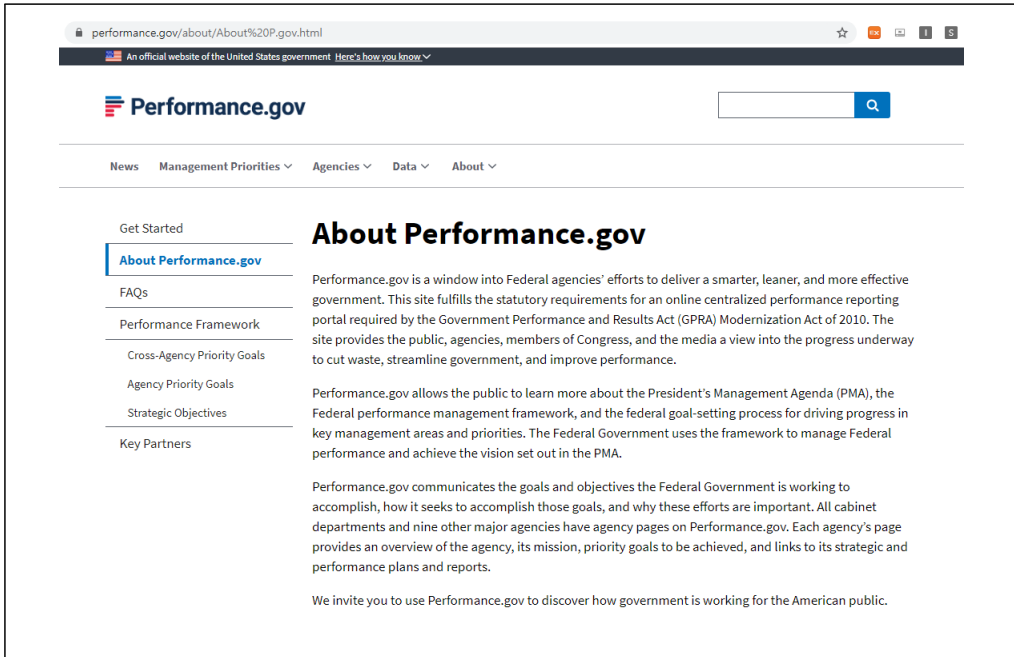 performance.gov/about/About%20P.gov.html
EX
I
S
An official website of the United States government Here's how you know
Performance.gov
News Management Priorities Agencies Data About
Get Started
About Performance.gov
FAQs
Performance Framework
Cross-Agency Priority Goals
Agency Priority Goals
Strategic Objectives
Key Partners
About Performance.gov
Performance.gov is a window into Federal agencies’ efforts to deliver a smarter, leaner, and more effective
government. This site fulfills the statutory requirements for an online centralized performance reporting
portal required by the Government Performance and Results Act (GPRA) Modernization Act of 2010. The
site provides the public, agencies, members of Congress, and the media a view into the progress underway
to cut waste, streamline government, and improve performance.
Performance.gov allows the public to learn more about the President’s Management Agenda (PMA), the
Federal performance management framework, and the federal goal-setting process for driving progress in
key management areas and priorities. The Federal Government uses the framework to manage Federal
performance and achieve the vision set out in the PMA.
Performance.gov communicates the goals and objectives the Federal Government is working to
accomplish, how it seeks to accomplish those goals, and why these efforts are important. All cabinet
departments and nine other major agencies have agency pages on Performance.gov. Each agency’s page
provides an overview of the agency, its mission, priority goals to be achieved, and links to its strategic and
performance plans and reports.
We invite you to use Performance.gov to discover how government is working for the American public.